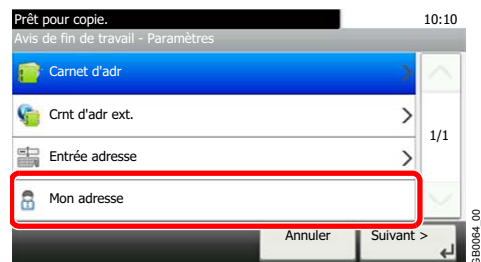 Prêt pour copie. 10:10
Avis de fin de travail - Paramètres
Carnet d'adr
Crnt d'adr ext.
1/1
Entrée adresse
Mon adresse
Annuler Suivant >
GB0064_00